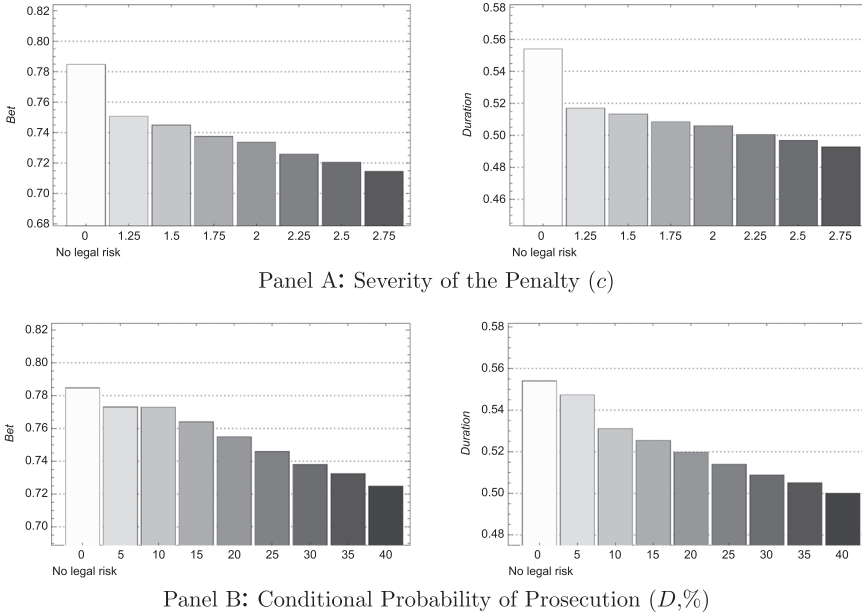 0.82
0.80
0.78
0.76
0.74
0.72
0.70
0.68
Bet
0 1.25 1.5 1.75 2 2.25 2.5 2.75
No legal risk
0.58
0.56
0.54
0.52
0.50
0.48
0.46
Duration
0 1.25 1.5 1.75 2 2.25 2.5 2.75
No legal risk
Panel A: Severity of the Penalty (c)
0.82
0.80
0.78
0.76
0.74
0.72
0.70
Bet
0 5 10 15 20 25 30 35 40
No legal risk
0.58
0.56
0.54
0.52
0.50
0.48
Duration
0 5 10 15 20 25 30 35 40
No legal risk
Panel B: Conditional Probability of Prosecution (D,%)